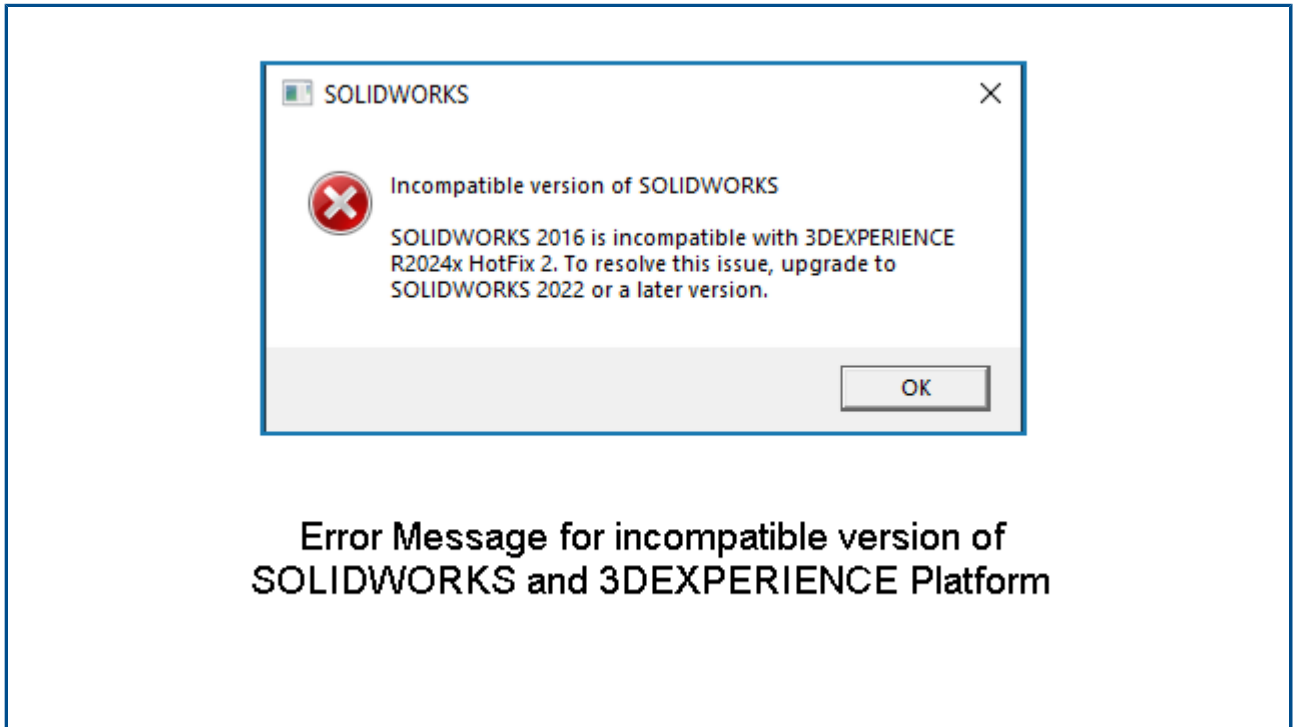 SOLIDWORKS
Incompatible version of SOLIDWORKS
SOLIDWORKS 2016 is incompatible with 3DEXPERIENCE
R2024x HotFix 2. To resolve this issue, upgrade to
SOLIDWORKS 2022 or a later version.
OK
Error Message for incompatible version of
SOLIDWORKS and 3DEXPERIENCE Platform